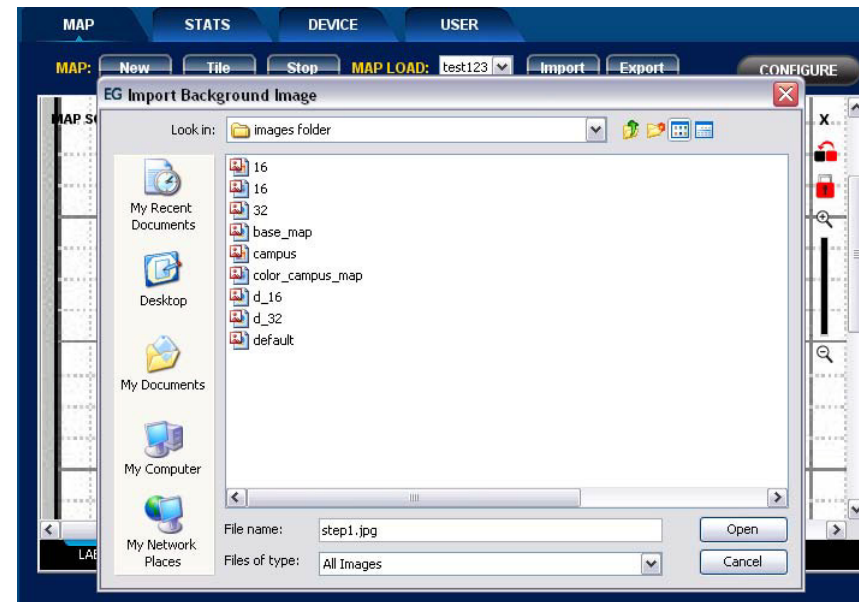 MAP STATS DEVICE USER
MAP: New Tile Stop MAP LOAD: test123 Import Export CONFIGURE
EG Import Background Image
MAP S
X
Look in: images folder
My Recent
Documents
Desktop
My Documents
My Computer
My Network
Places
16
16
32
base_map
campus
color_campus_map
d_16
d_32
default
File name: step1.jpg Open
Files of type: All Images Cancel
LA